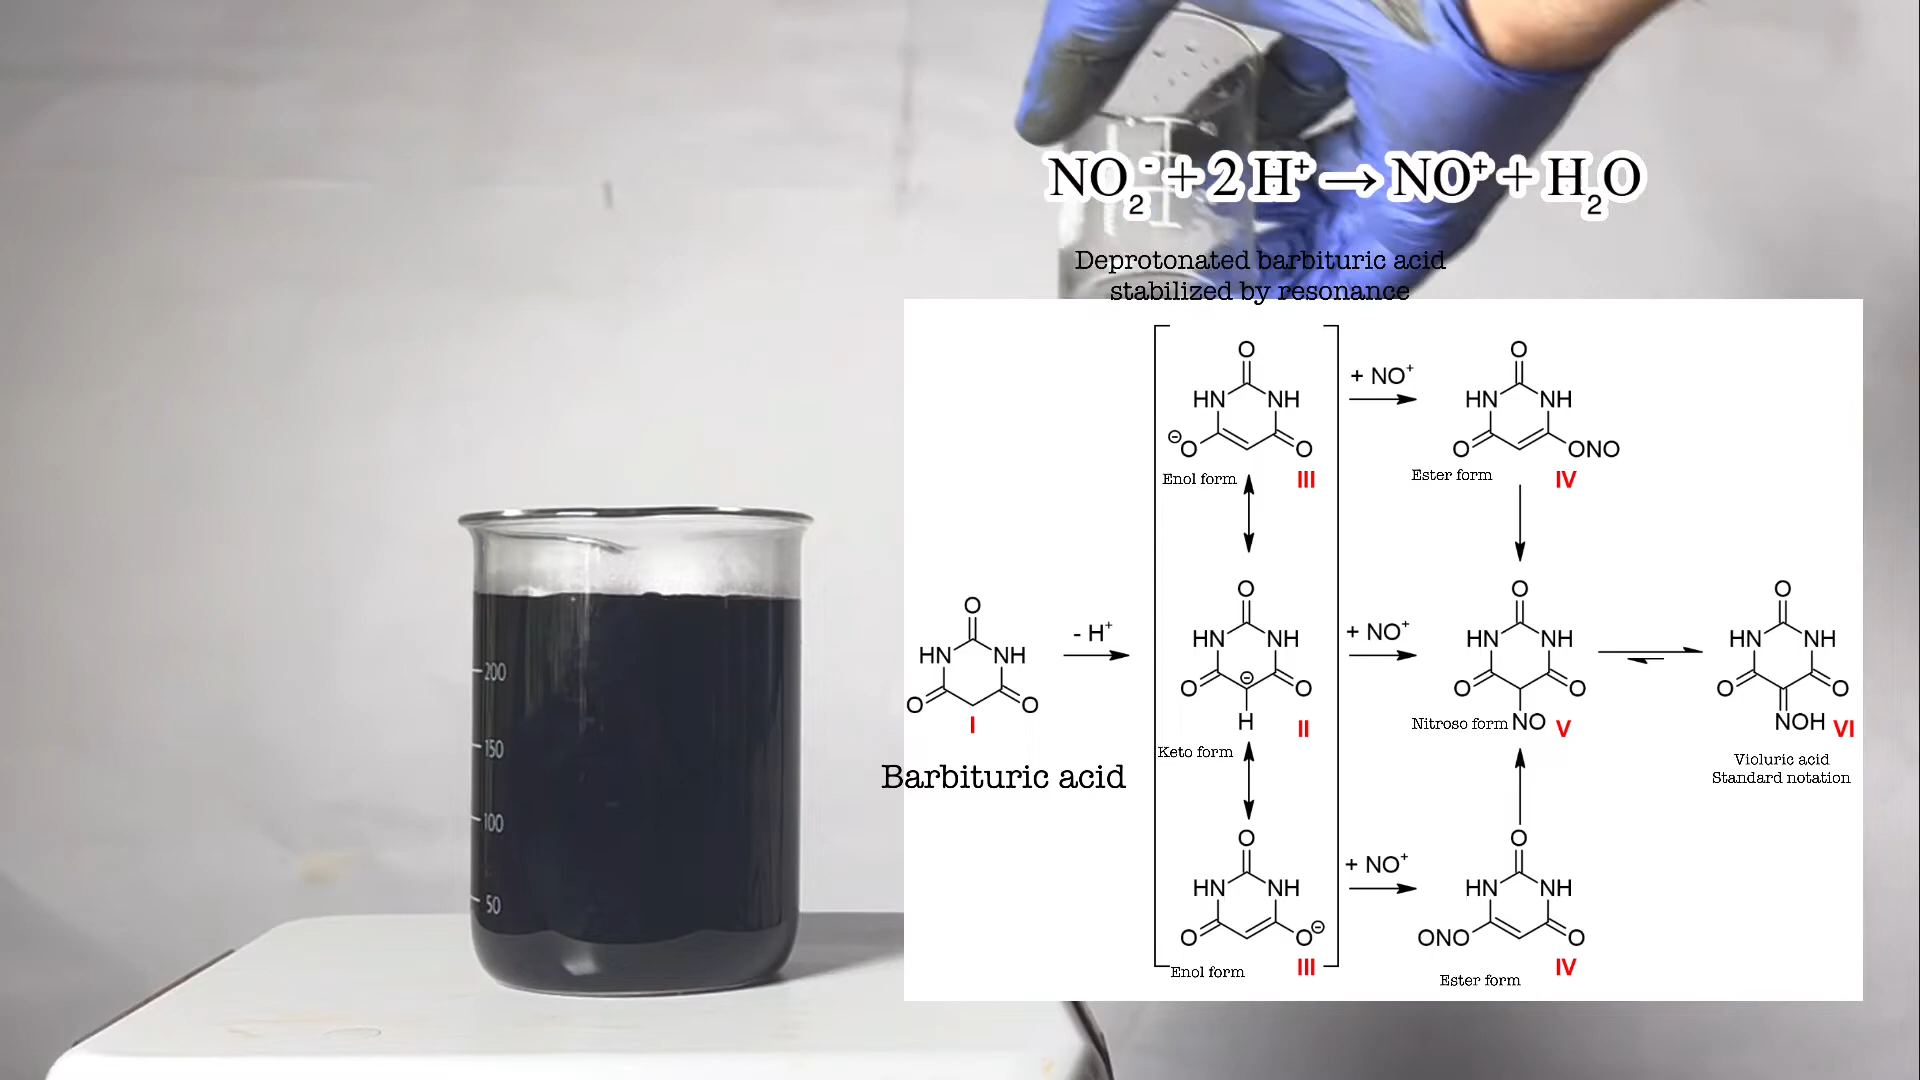 NO₂⁻+2H⁺→NO⁺+H₂O
Deprotonated barbituric acid
stabilized by resonance
O
+ NO⁺
O
HN NH
HN NH
⊖O O
O ONO
Enol form III
Ester form IV
O
O
O
O
- H⁺
HN NH
+ NO⁺
HN NH
HN NH
HN NH
O O
⊖
O O
O O
O O
I
H
II
Nitroso form NO V
NOH VI
Keto form
Violuric acid
Barbituric acid
Standard notation
O
O
+ NO⁺
HN NH
HN NH
O O⊖
ONO O
Enol form III
Ester form IV
200
150
100
50